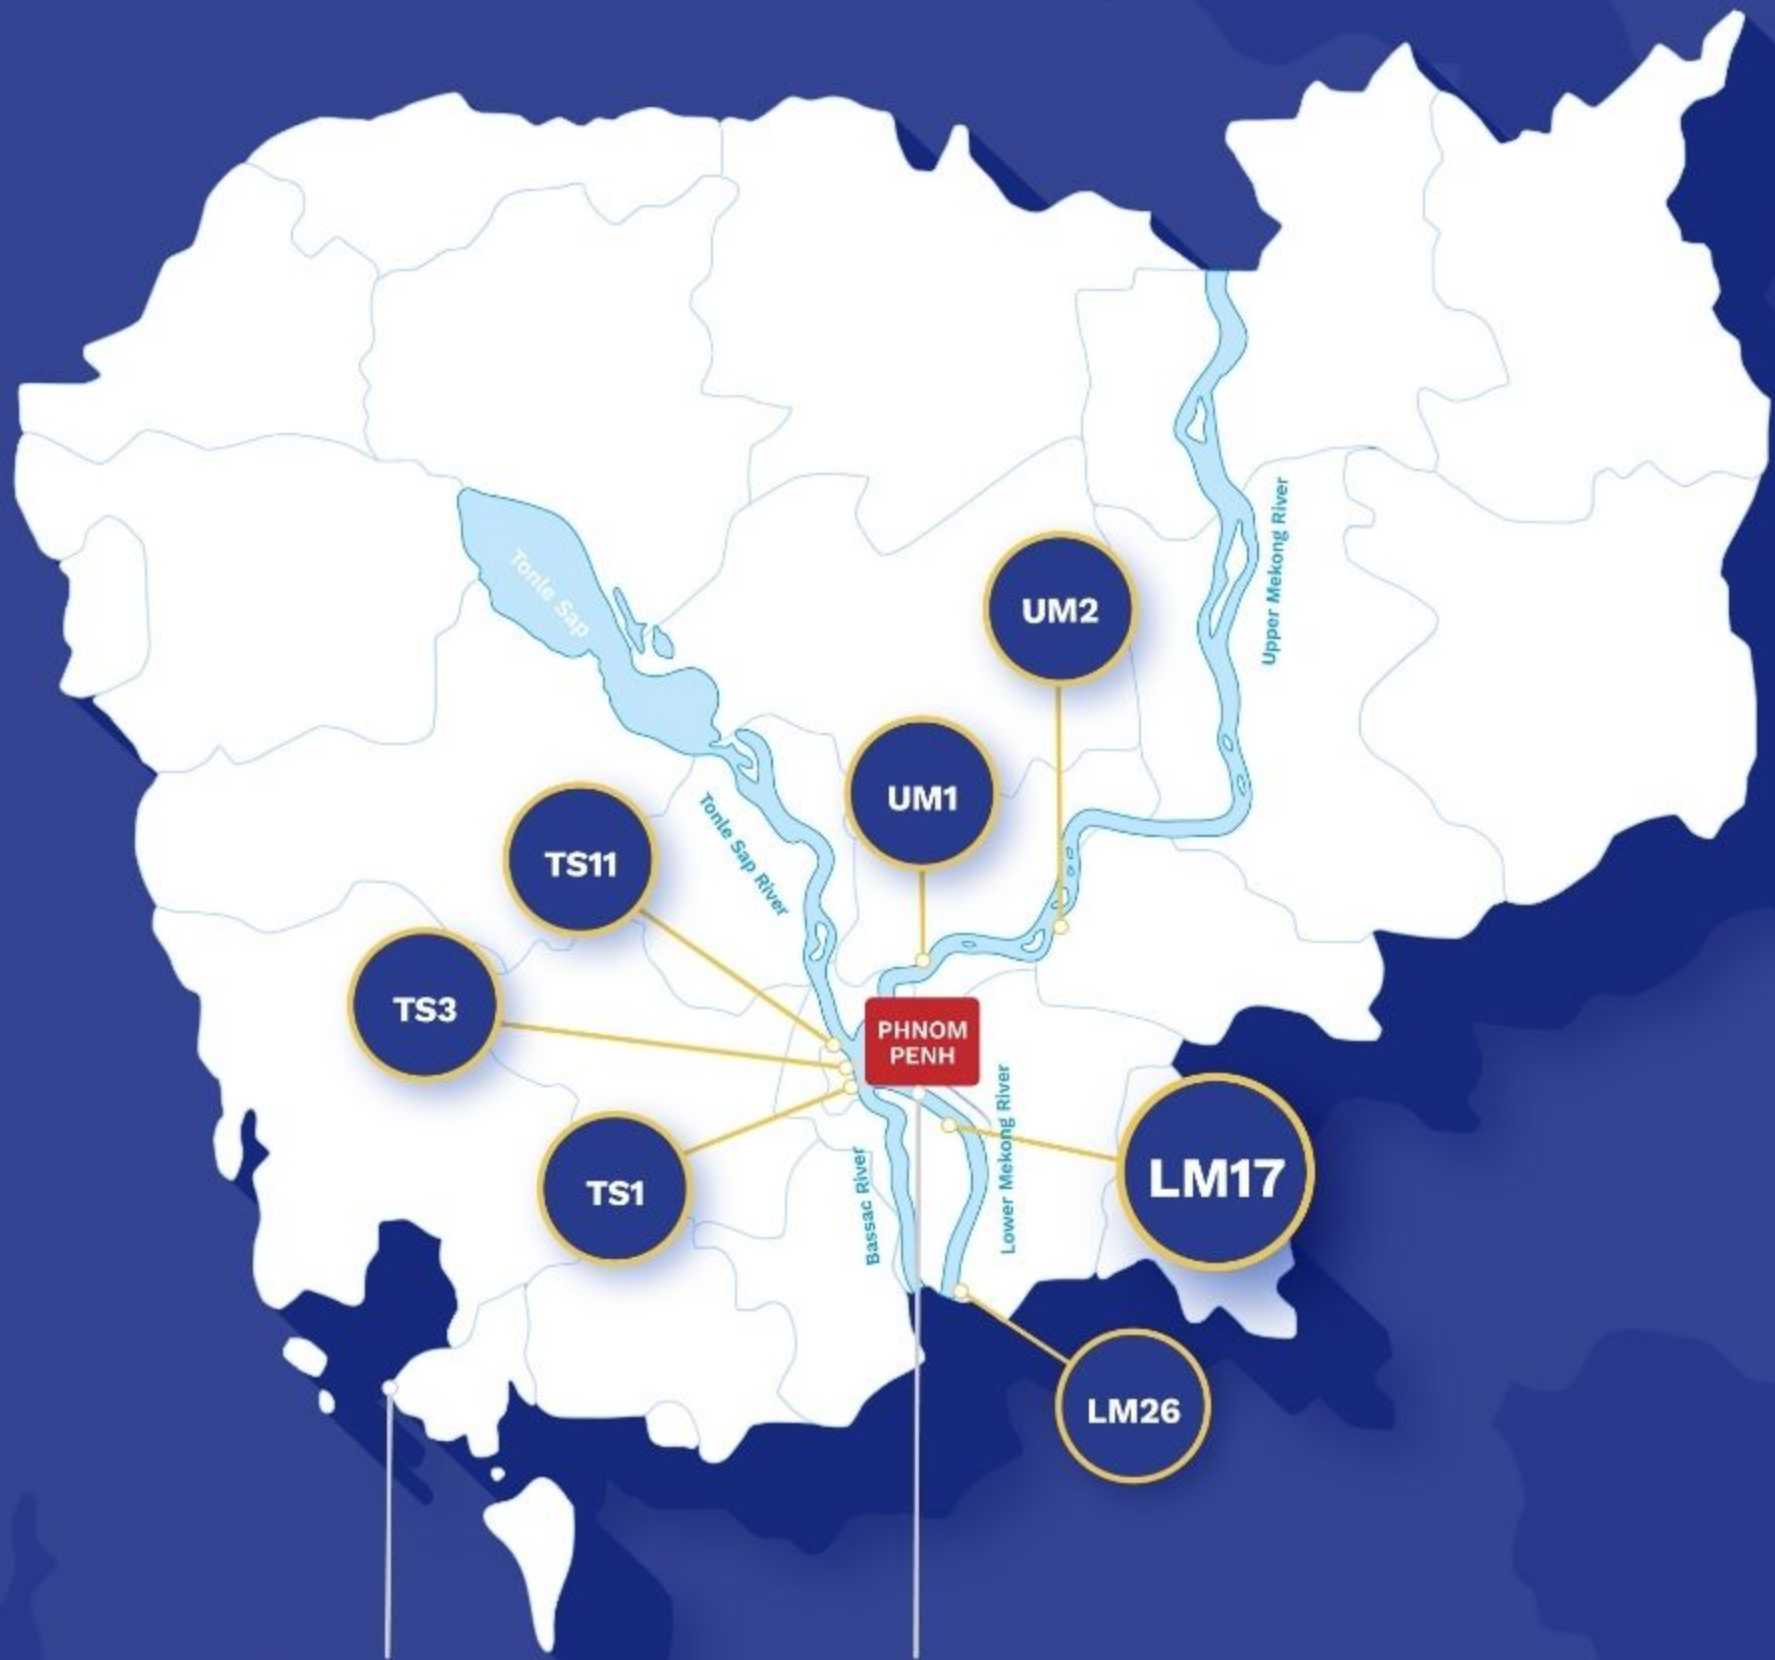 Tonle Sap
Upper Mekong River
UM2
UM1
Tonle Sap River
TS11
TS3
PHNOM
PENH
TS1
Bassac River
Lower Mekong River
LM17
LM26